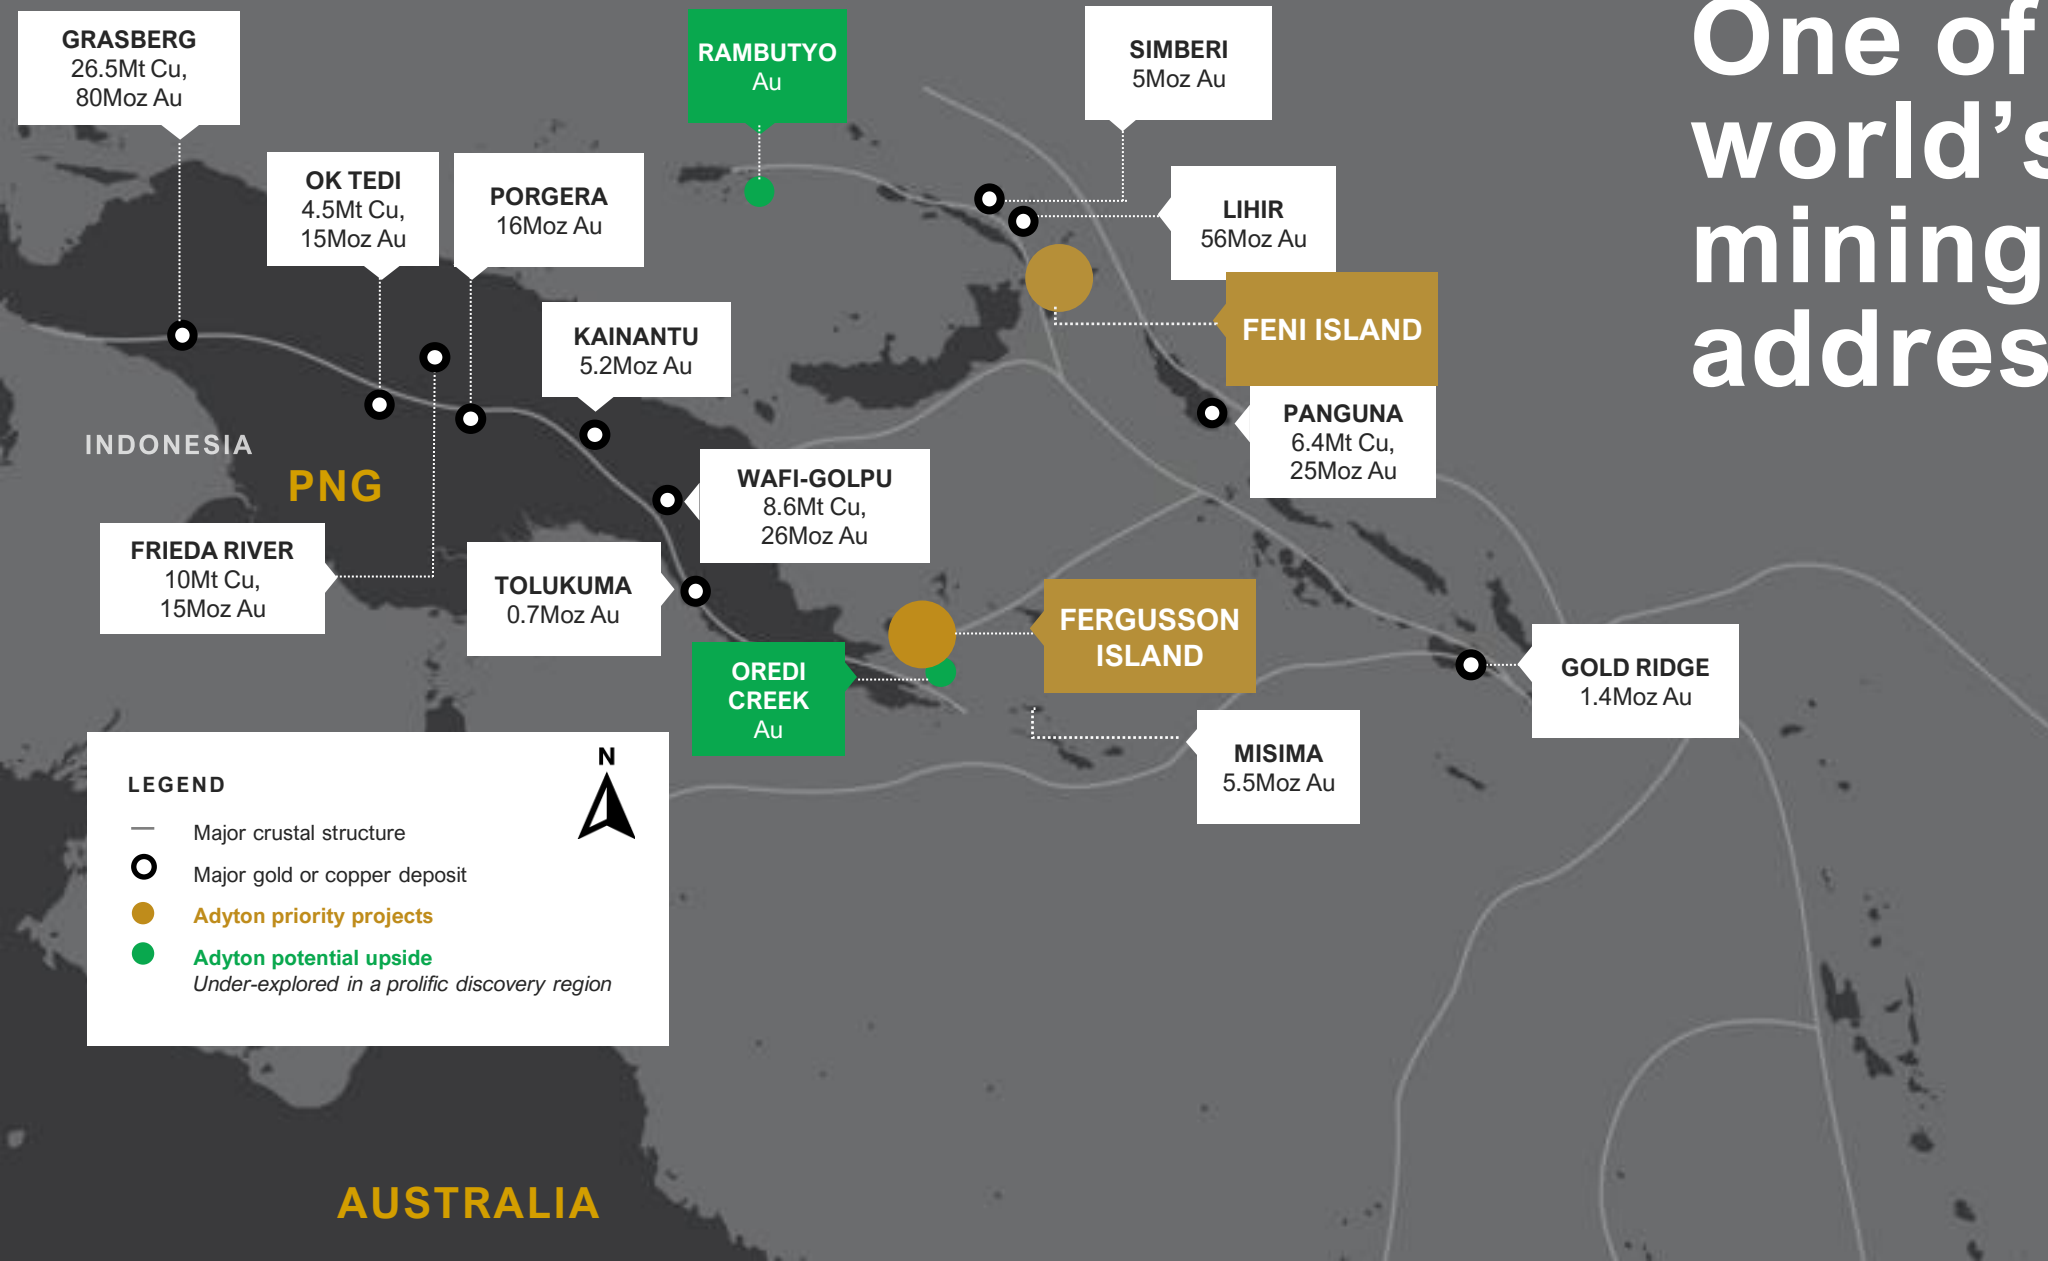 One of
world's
mining
addres
GRASBERG
26.5Mt Cu,
80Moz Au
RAMBUTYO
Au
SIMBERI
5Moz Au
OK TEDI
4.5Mt Cu,
15Moz Au
PORGERA
16Moz Au
LIHIR
56Moz Au
FENI ISLAND
KAINANTU
5.2Moz Au
PANGUNA
6.4Mt Cu,
25Moz Au
INDONESIA
PNG
WAFI-GOLPU
8.6Mt Cu,
26Moz Au
FRIEDA RIVER
10Mt Cu,
15Moz Au
TOLUKUMA
0.7Moz Au
FERGUSSON
ISLAND
OREDI
CREEK
Au
GOLD RIDGE
1.4Moz Au
MISIMA
5.5Moz Au
N
LEGEND
Major crustal structure
Major gold or copper deposit
Adyton priority projects
Adyton potential upside
Under-explored in a prolific discovery region
AUSTRALIA